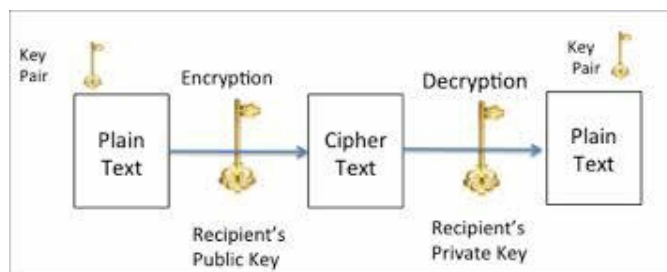 Key
Pair
Encryption
Decryption
Key
Pair
Plain
Text
Cipher
Text
Plain
Text
Recipient's
Public Key
Recipient's
Private Key